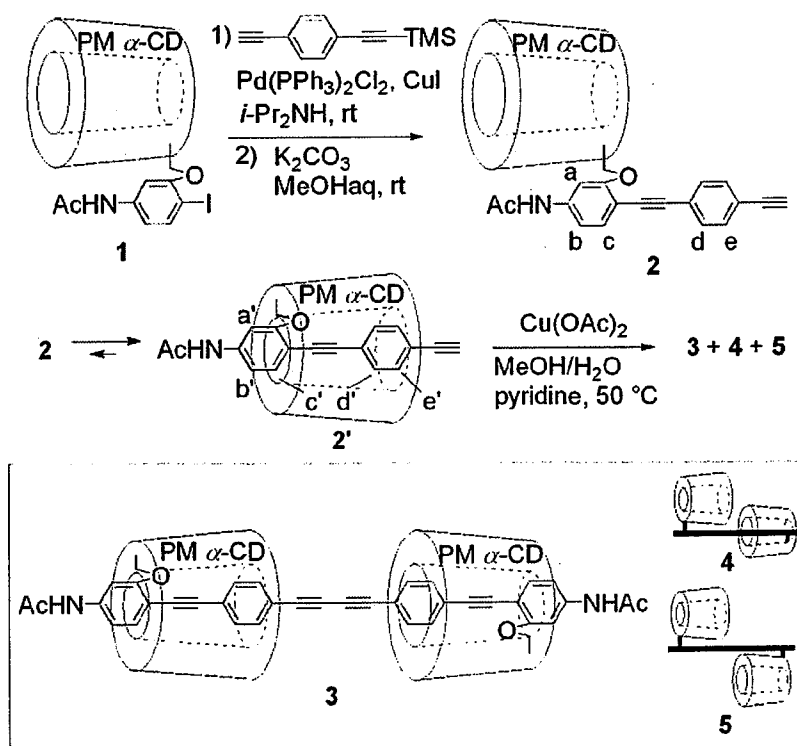 PM α-CD
1)
TMS
Pd(PPh3)2Cl2, CuI
i-Pr2NH, rt
2) K2CO3
MeOHaq, rt
O
AcHN
I
1
PM α-CD
a
O
AcHN
b c d e
2
2
PM α-CD
a'
O
AcHN
b'
c' d' e'
2'
Cu(OAc)2
MeOH/H2O
pyridine, 50 °C
3 + 4 + 5
PM α-CD
O
AcHN
PM α-CD
NHAc
O
3
4
5